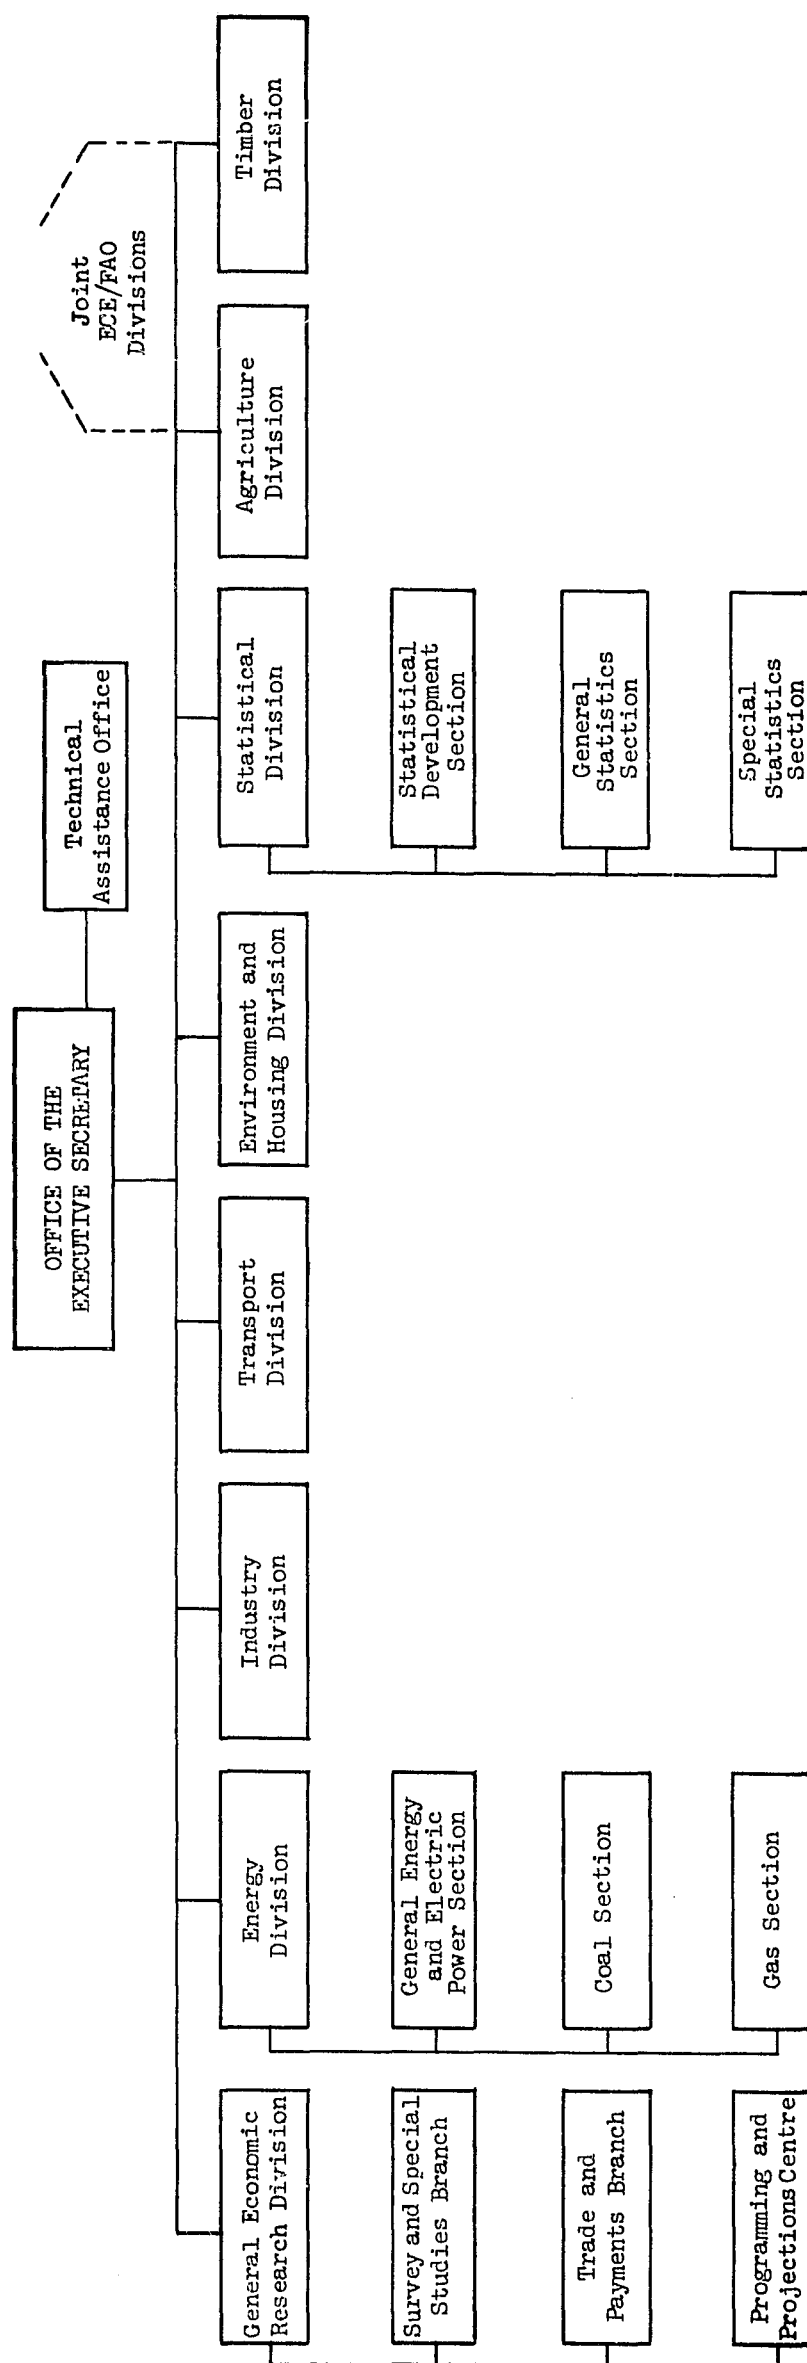 OFFICE OF THE
EXECUTIVE SECRETARY
Technical
Assistance Office
Joint
ECE/FAO
Divisions
General Economic
Research Division
Energy
Division
Industry
Division
Transport
Division
Environment and
Housing Division
Statistical
Division
Agriculture
Division
Timber
Division
Survey and Special
Studies Branch
General Energy
and Electric
Power Section
Statistical
Development
Section
Trade and
Payments Branch
Coal Section
General
Statistics
Section
Programming and
Projections Centre
Gas Section
Special
Statistics
Section